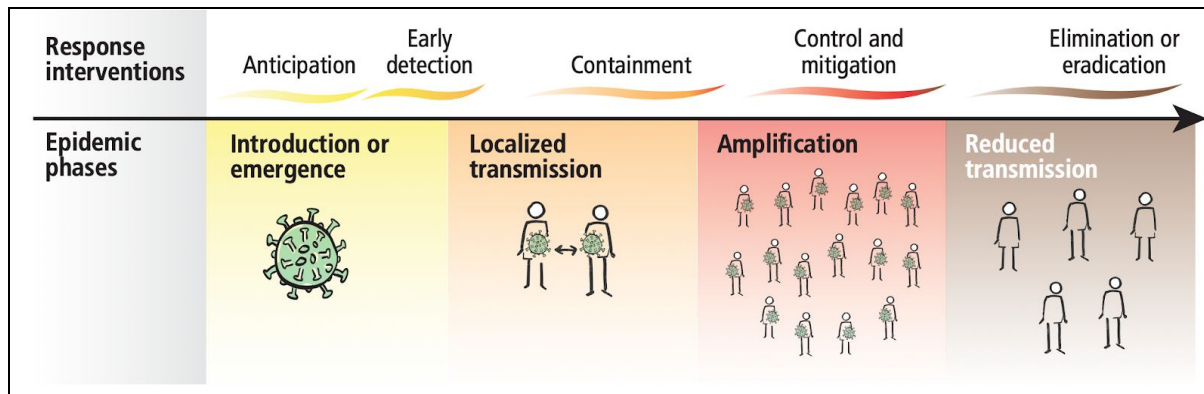 Response
interventions
Anticipation
Early
detection
Containment
Control and
mitigation
Elimination or
eradication
Epidemic
phases
Introduction or
emergence
Localized
transmission
Amplification
Reduced
transmission